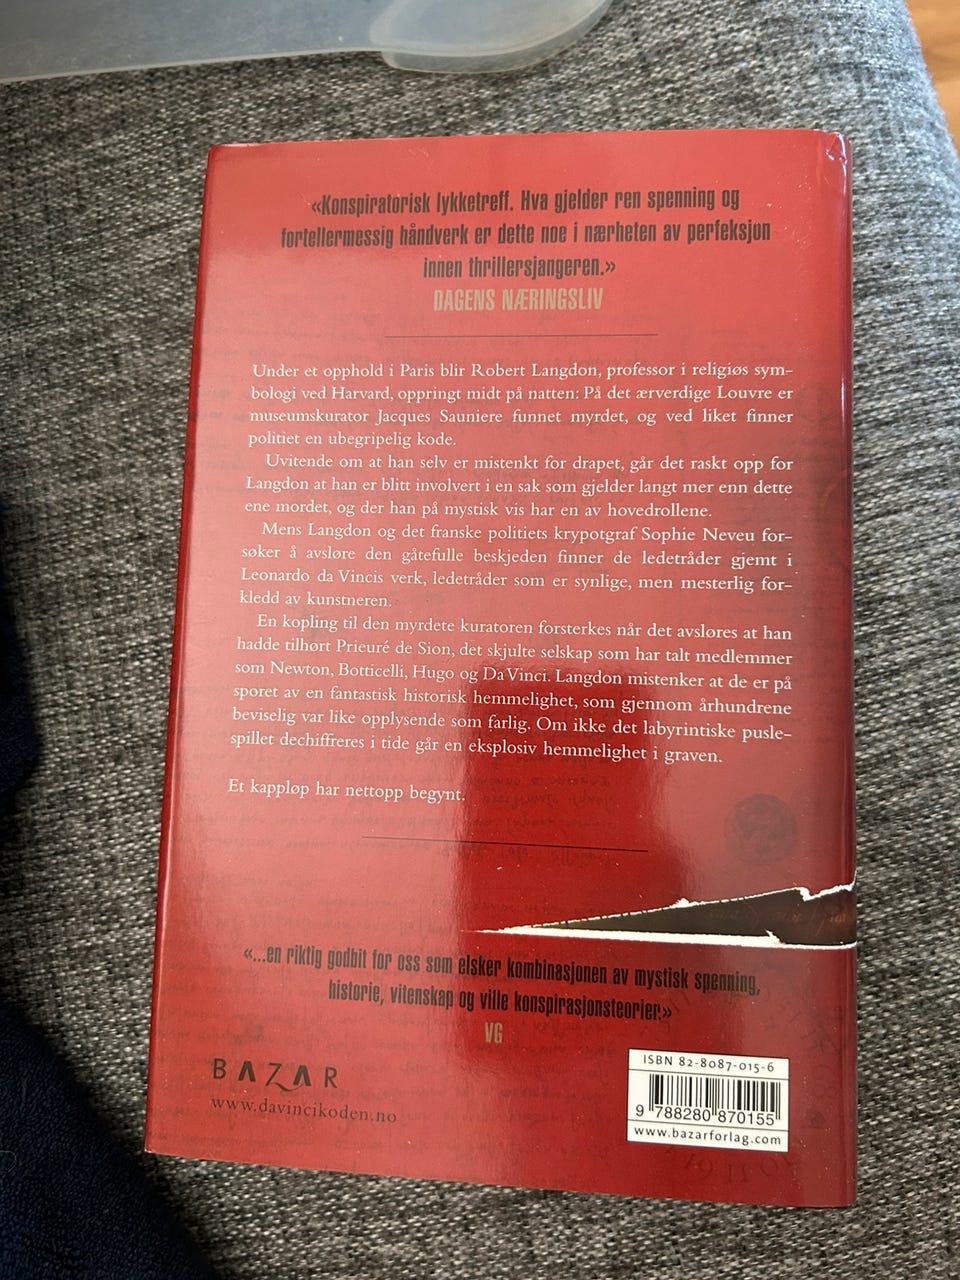 «Konspiratorisk lykketreff. Hva gjelder ren spenning og
fortellermessig håndverk er dette noe i nærheten av perfeksjon
innen thrillersjangeren.»
DAGENS NÆRINGSLIV
Under et opphold i Paris blir Robert Langdon, professor i religiøs sym-
bologi ved Harvard, oppringt midt på natten: På det ærverdige Louvre er
museumskurator Jacques Sauniere funnet myrdet, og ved liket finner
politiet en ubegripelig kode.
Uvitende om at han selv er mistenkt for drapet, går det raskt opp for
Langdon at han er blitt involvert i en sak som gjelder langt mer enn dette
ene mordet, og der han på mystisk vis har en av hovedrollene.
Mens Langdon og det franske politiets krypotgraf Sophie Neveu for-
søker å avsløre den gåtefulle beskjeden finner de ledetråder gjemt i
Leonardo da Vincis verk, ledetråder som er synlige, men mesterlig for-
kledd av kunstneren.
En kopling til den myrdete kuratoren forsterkes når det avsløres at han
hadde tilhørt Prieuré de Sion, det skjulte selskap som har talt medlemmer
som Newton, Botticelli, Hugo og Da Vinci. Langdon mistenker at de er på
sporet av en fantastisk historisk hemmelighet, som gjennom århundrene
beviselig var like opplysende som farlig. Om ikke det labyrintiske pusle-
spillet dechiffreres i tide går en eksplosiv hemmelighet i graven.
Et kappløp har nettopp begynt.
«...en riktig godbit for oss som elsker kombinasjonen av mystisk spenning,
historie, vitenskap og ville konspirasjonsteorier.»
VG
BAZAR
www.davincikoden.no
ISBN 82-8087-015-6
9 788280 870155
www.bazarforlag.com